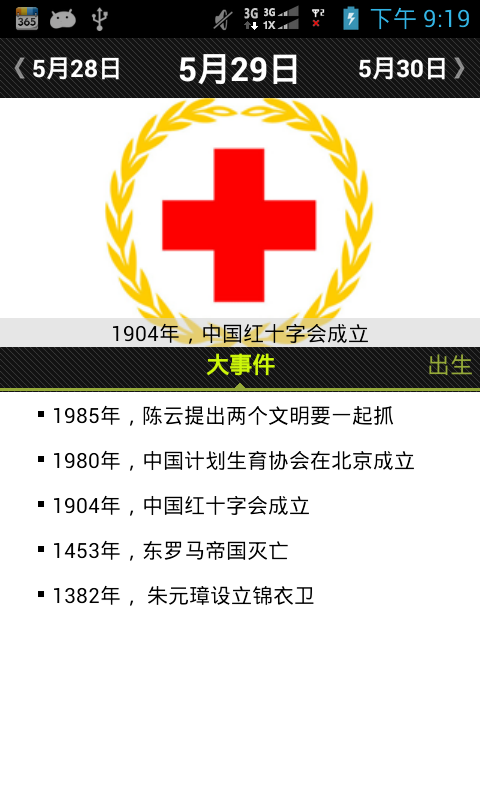 365
3G
3G
1X
下午 9:19
5月28日
5月29日
5月30日
1904年，中国红十字会成立
大事件
出生
1985年，陈云提出两个文明要一起抓
1980年，中国计划生育协会在北京成立
1904年，中国红十字会成立
1453年，东罗马帝国灭亡
1382年， 朱元璋设立锦衣卫